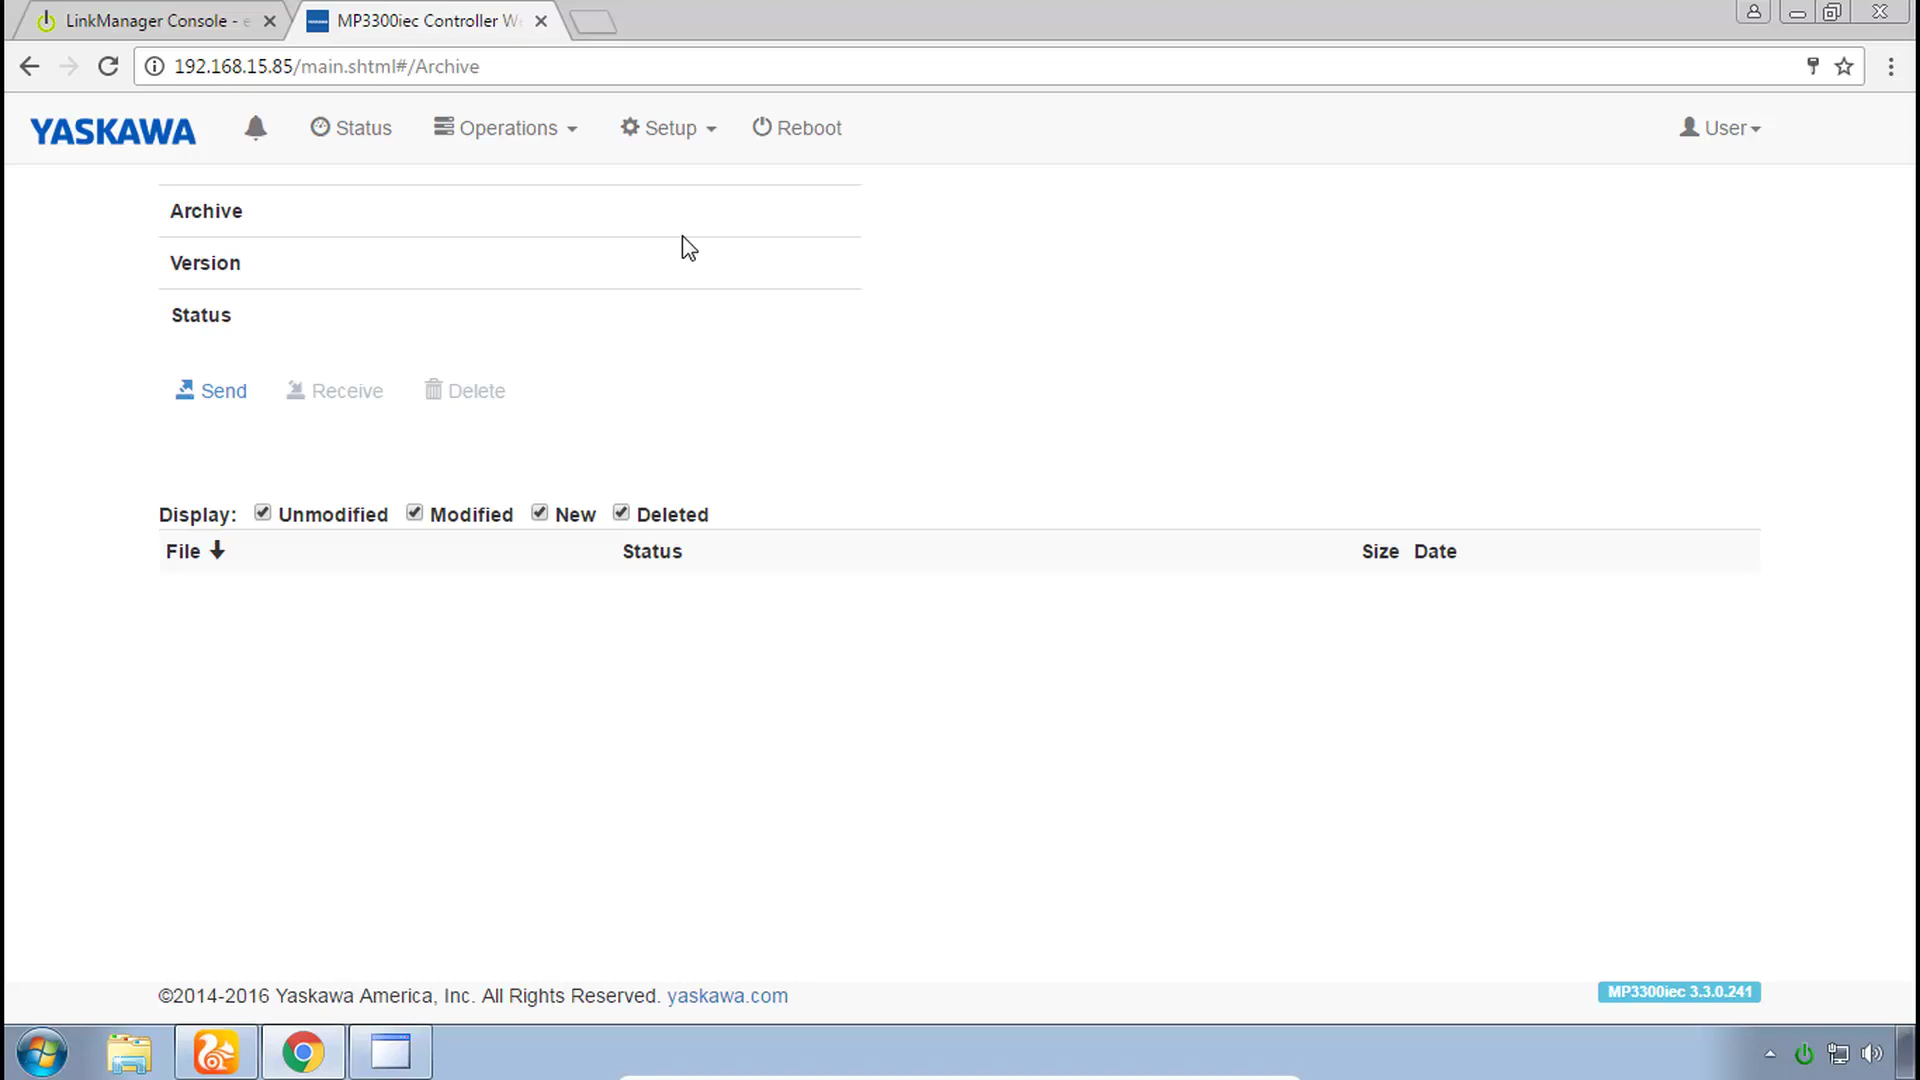 LinkManager Console - e
MP3300iec Controller We
192.168.15.85/main.shtml#/Archive
YASKAWA
Status
Operations
Setup
Reboot
User
Archive
Version
Status
Send
Receive
Delete
Display: Unmodified Modified New Deleted
File Status Size Date
©2014-2016 Yaskawa America, Inc. All Rights Reserved. yaskawa.com
MP3300iec 3.3.0.241